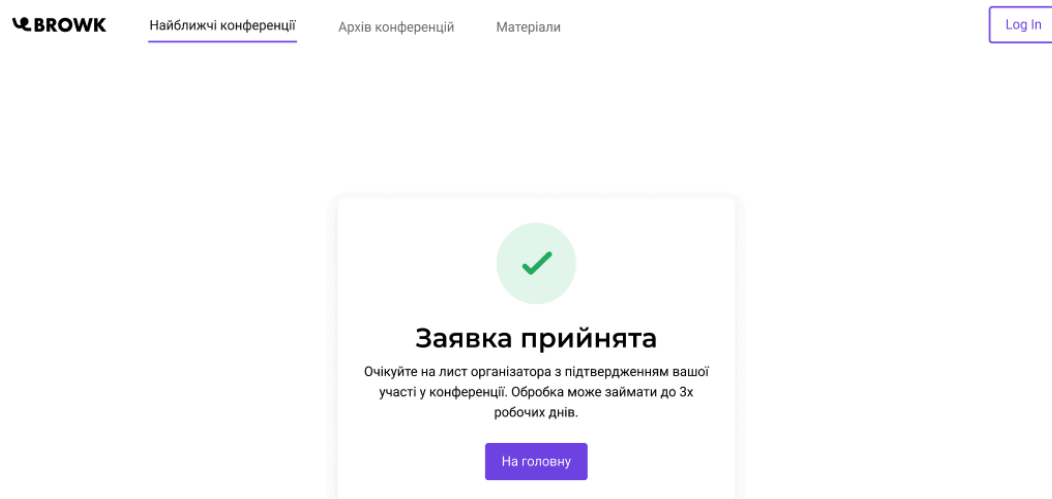 BROWK
Найближчі конференції
Архів конференцій
Матеріали
Log In
Заявка прийнята
Очікуйте на лист організатора з підтвердженням вашої
участі у конференції. Обробка може займати до 3х
робочих днів.
На головну